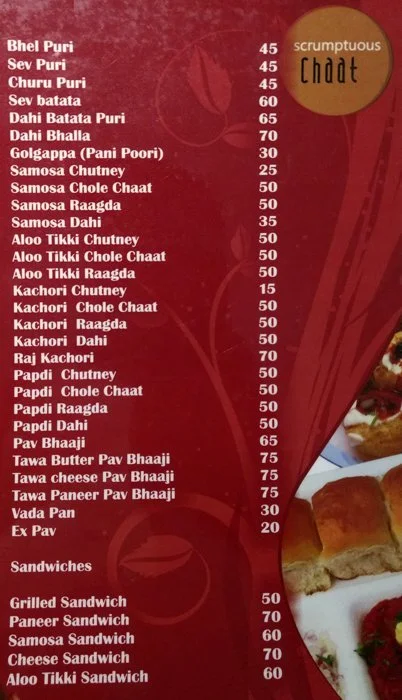 scrumptuous
Chaat
Bhel Puri 45
Sev Puri 45
Churu Puri 45
Sev batata 60
Dahi Batata Puri 65
Dahi Bhalla 70
Golgappa (Pani Poori) 30
Samosa Chutney 25
Samosa Chole Chaat 50
Samosa Raagda 50
Samosa Dahi 35
Aloo Tikki Chutney 50
Aloo Tikki Chole Chaat 50
Aloo Tikki Raagda 50
Kachori Chutney 15
Kachori Chole Chaat 50
Kachori Raagda 50
Kachori Dahi 50
Raj Kachori 70
Papdi Chutney 50
Papdi Chole Chaat 50
Papdi Raagda 50
Papdi Dahi 50
Pav Bhaaji 65
Tawa Butter Pav Bhaaji 75
Tawa cheese Pav Bhaaji 75
Tawa Paneer Pav Bhaaji 75
Vada Pan 30
Ex Pav 20
Sandwiches
Grilled Sandwich 50
Paneer Sandwich 70
Samosa Sandwich 60
Cheese Sandwich 70
Aloo Tikki Sandwich 60